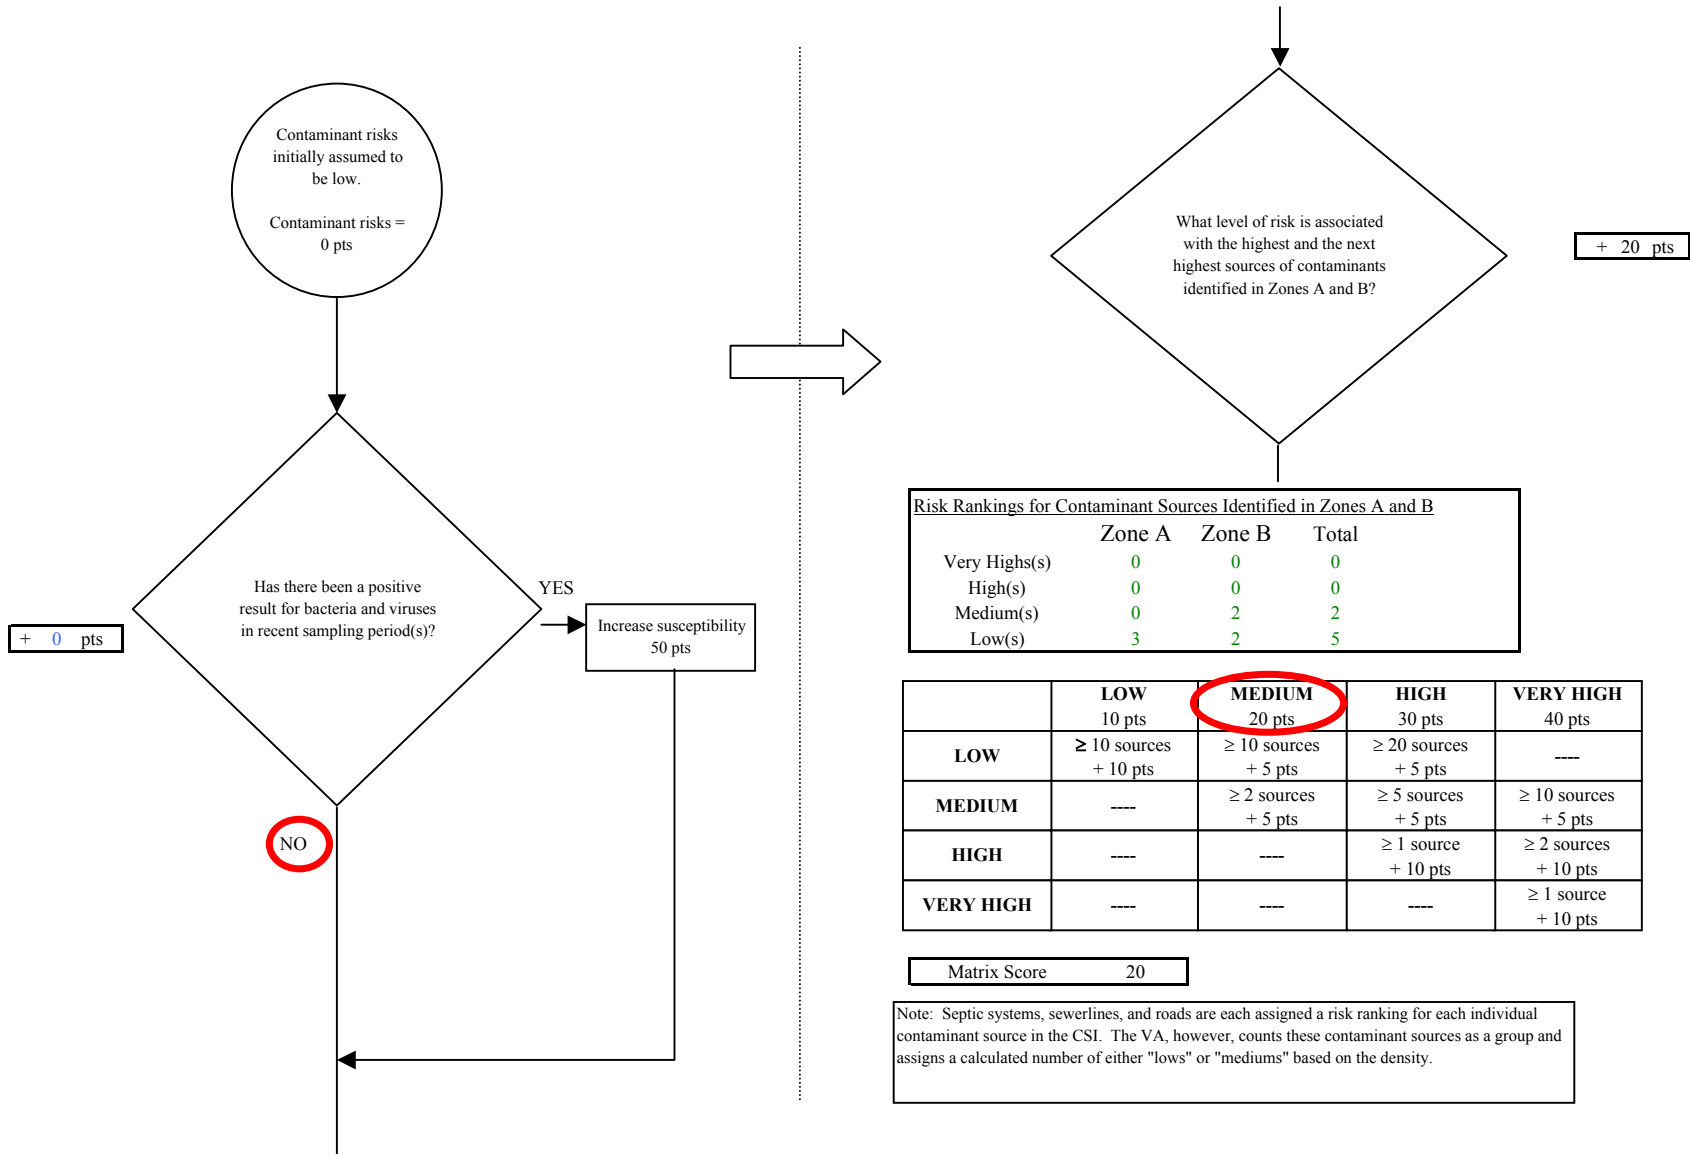 Contaminant risks
initially assumed to
be low.
Contaminant risks =
0 pts
Has there been a positive
result for bacteria and viruses
in recent sampling period(s)?
+ 0 pts
YES
Increase susceptibility
50 pts
NO
What level of risk is associated
with the highest and the next
highest sources of contaminants
identified in Zones A and B?
+ 20 pts
Risk Rankings for Contaminant Sources Identified in Zones A and B
Zone A Zone B Total
Very Highs(s) 0 0 0
High(s) 0 0 0
Medium(s) 0 2 2
Low(s) 3 2 5
LOW MEDIUM HIGH VERY HIGH
10 pts 20 pts 30 pts 40 pts
LOW ≥ 10 sources ≥ 10 sources ≥ 20 sources ----
+ 10 pts + 5 pts + 5 pts
MEDIUM ---- ≥ 2 sources ≥ 5 sources ≥ 10 sources
+ 5 pts + 5 pts + 5 pts
HIGH ---- ---- ≥ 1 source ≥ 2 sources
+ 10 pts + 10 pts
VERY HIGH ---- ---- ---- ≥ 1 source
+ 10 pts
Matrix Score 20
Note: Septic systems, sewerlines, and roads are each assigned a risk ranking for each individual
contaminant source in the CSI. The VA, however, counts these contaminant sources as a group and
assigns a calculated number of either "lows" or "mediums" based on the density.